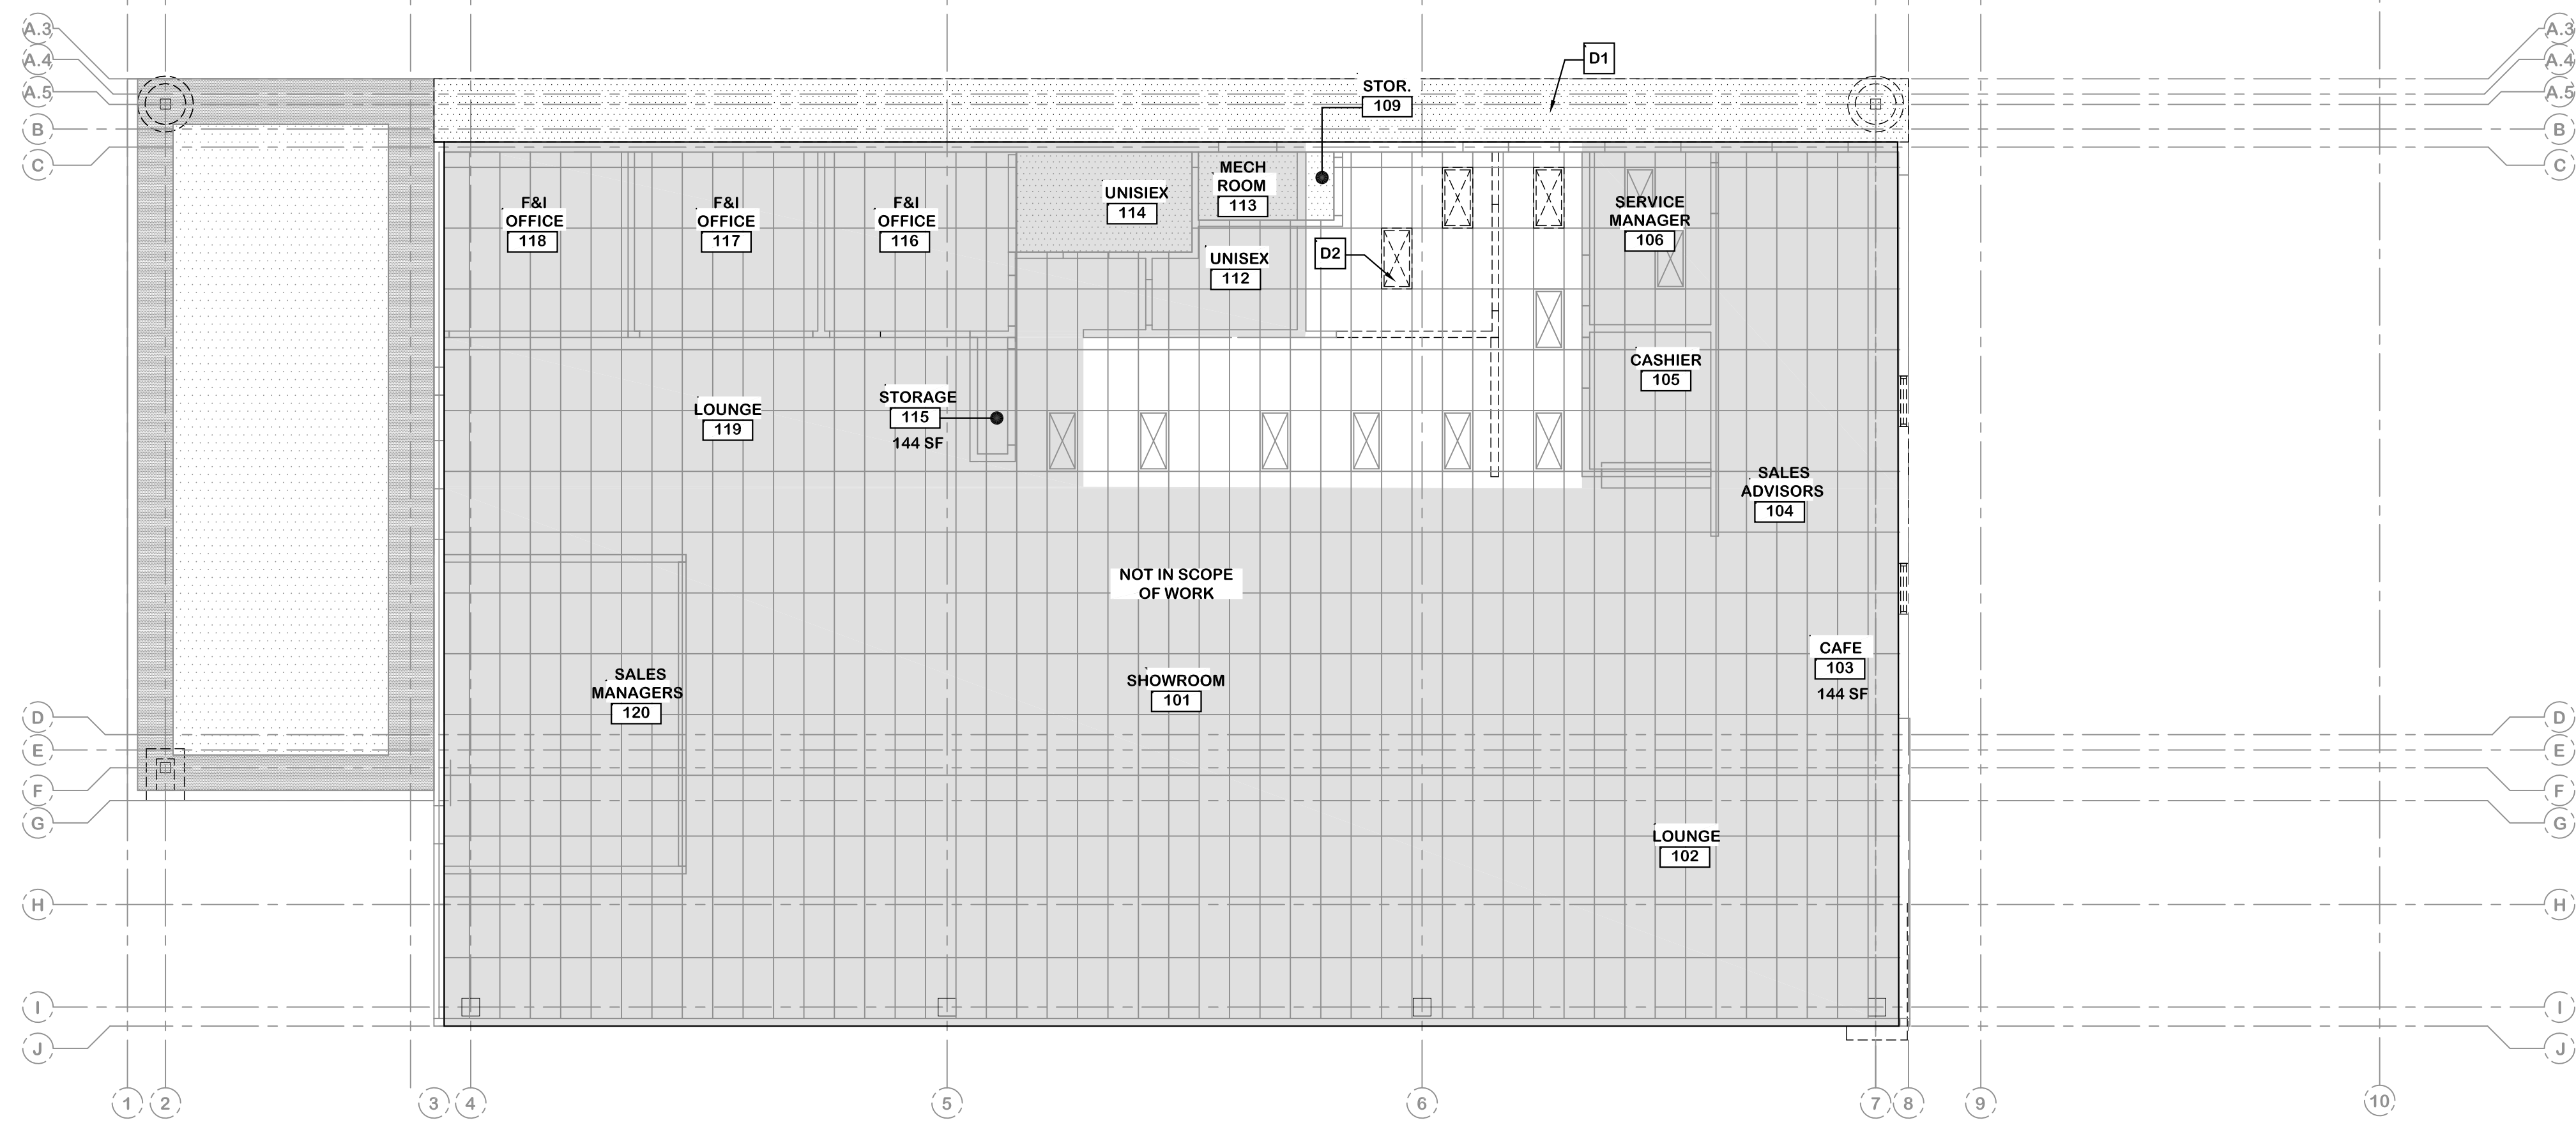 A.3
A.4
A.5
B
C
D
E
F
G
H
I
J
D1
STOR.
109
F&I
OFFICE
118
F&I
OFFICE
117
F&I
OFFICE
116
UNISIEX
114
MECH
ROOM
113
UNISEX
112
D2
SERVICE
MANAGER
106
CASHIER
105
LOUNGE
119
STORAGE
115
144 SF
SALES
ADVISORS
104
NOT IN SCOPE
OF WORK
SALES
MANAGERS
120
SHOWROOM
101
CAFE
103
144 SF
LOUNGE
102
A.3
A.4
A.5
B
C
D
E
F
G
H
I
J
1
2
3
4
5
6
7
8
9
10